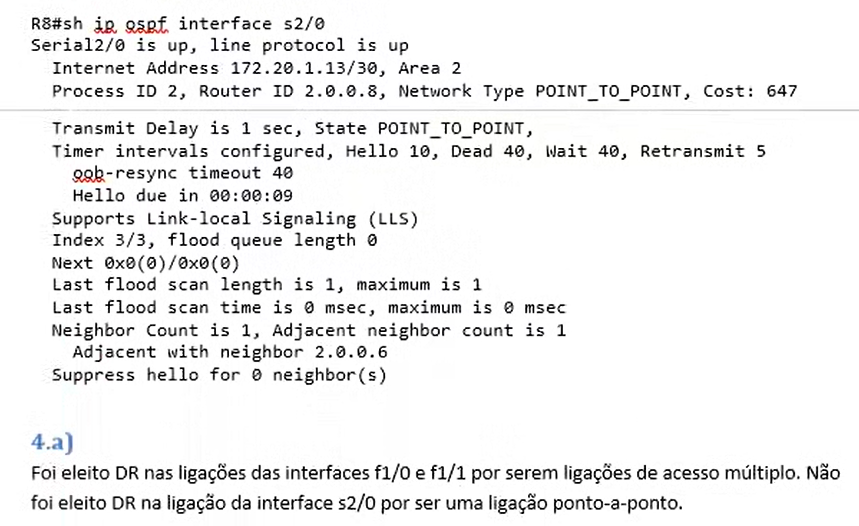 R8#sh ip ospf interface s2/0
Serial2/0 is up, line protocol is up
Internet Address 172.20.1.13/30, Area 2
Process ID 2, Router ID 2.0.0.8, Network Type POINT_TO_POINT, Cost: 647
Transmit Delay is 1 sec, State POINT_TO_POINT,
Timer intervals configured, Hello 10, Dead 40, Wait 40, Retransmit 5
oob-resync timeout 40
Hello due in 00:00:09
Supports Link-local Signaling (LLS)
Index 3/3, flood queue length 0
Next 0x0(0)/0x0(0)
Last flood scan length is 1, maximum is 1
Last flood scan time is 0 msec, maximum is 0 msec
Neighbor Count is 1, Adjacent neighbor count is 1
Adjacent with neighbor 2.0.0.6
Suppress hello for 0 neighbor(s)
4.a)
Foi eleito DR nas ligações das interfaces f1/0 e f1/1 por serem ligações de acesso múltiplo. Não
foi eleito DR na ligação da interface s2/0 por ser uma ligação ponto-a-ponto.